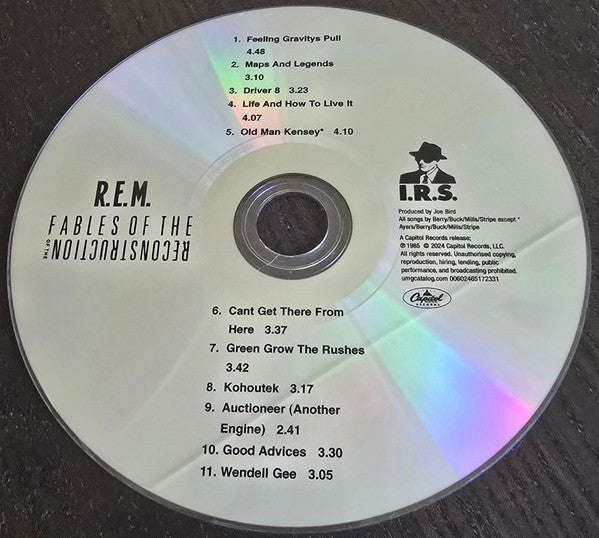 1. Feeling Gravitys Pull
4.48
2. Maps And Legends
3.10
3. Driver 8 3.23
4. Life And How To Live It
4.07
5. Old Man Kensey* 4.10
R.E.M.
FABLES OF THE
RECONSTRUCTION
OF THE
I.R.S.
Produced by Joe Bird
All songs by Berry/Buck/Mills/Stripe except *
Ayers/Berry/Buck/Mills/Stripe
A Capitol Records release;
℗1985 © 2024 Capitol Records, LLC.
All rights reserved. Unauthorised copying,
reproduction, hiring, lending, public
performance, and broadcasting prohibited.
umgcatalog.com 00602465172331
Capitol
RECORDS
6. Cant Get There From
Here 3.37
7. Green Grow The Rushes
3.42
8. Kohoutek 3.17
9. Auctioneer (Another
Engine) 2.41
10. Good Advices 3.30
11. Wendell Gee 3.05